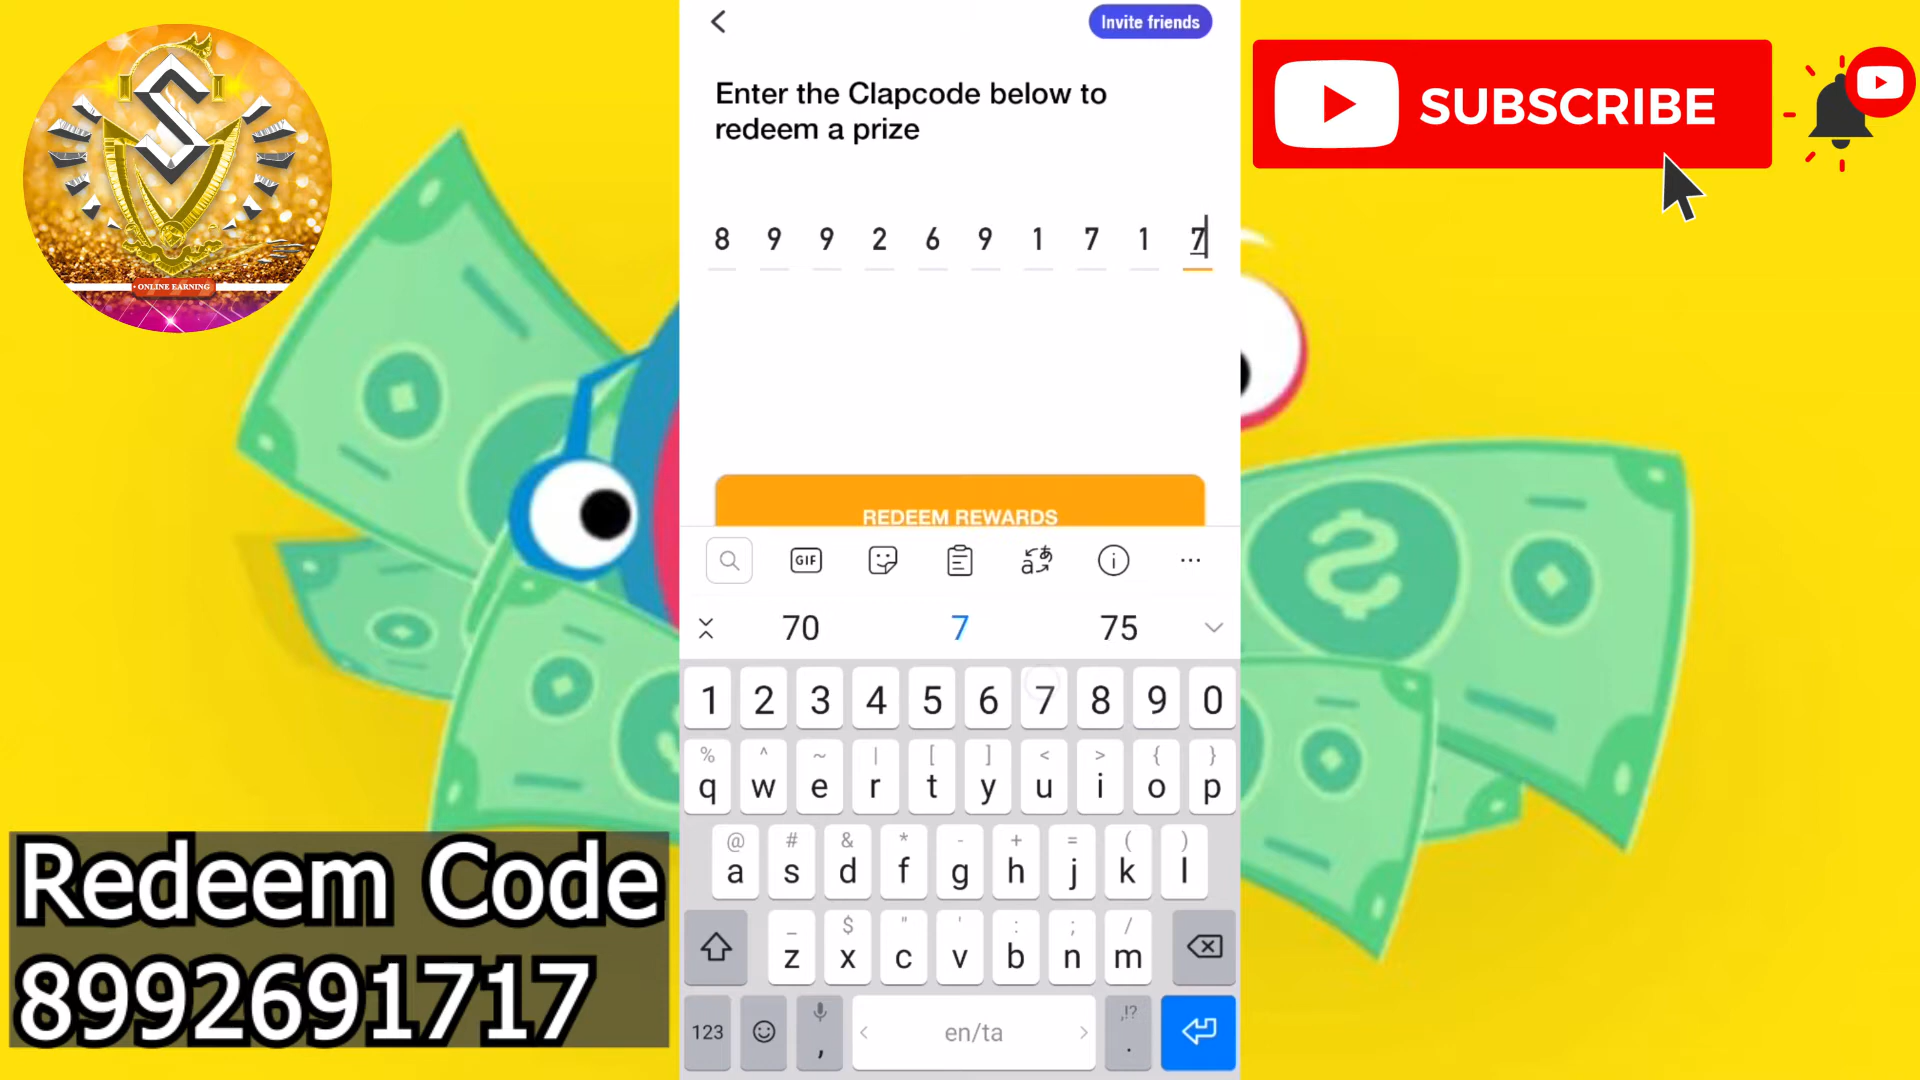 Invite friends
Enter the Clapcode below to
redeem a prize
8 9 9 2 6 9 1 7 1 7
REDEEM REWARDS
GIF
70 7 75
1 2 3 4 5 6 7 8 9 0
% ^ ~ | [ ] < > { }
q w e r t y u i o p
@ # & * - + = ( )
a s d f g h j k l
_ $ " ' : ; /
z x c v b n m
,!?
123 , en/ta .
S
• ONLINE EARNING
SUBSCRIBE
Redeem Code
8992691717